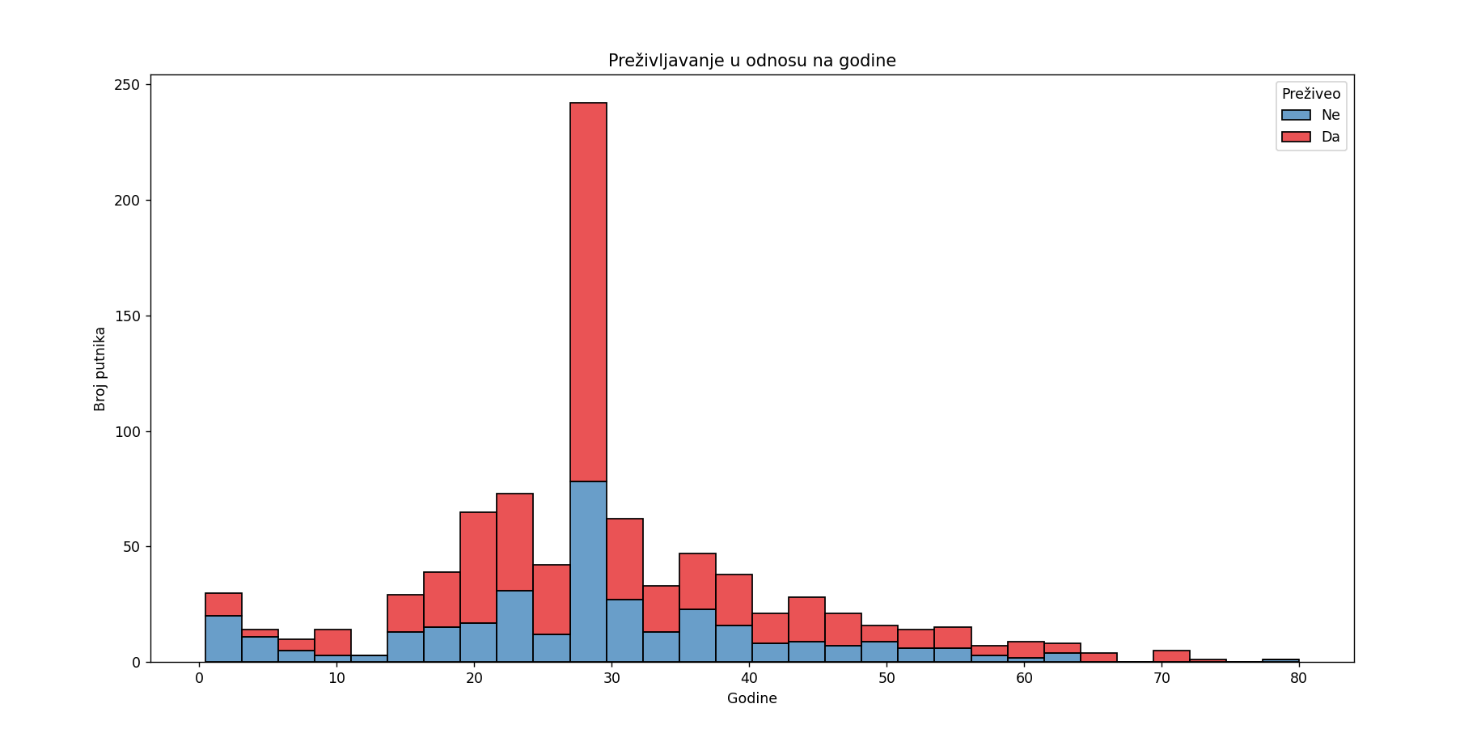 Preživljavanje u odnosu na godine
Preživeo
Ne
Da
250
200
150
100
50
0
Broj putnika
0 10 20 30 40 50 60 70 80
Godine